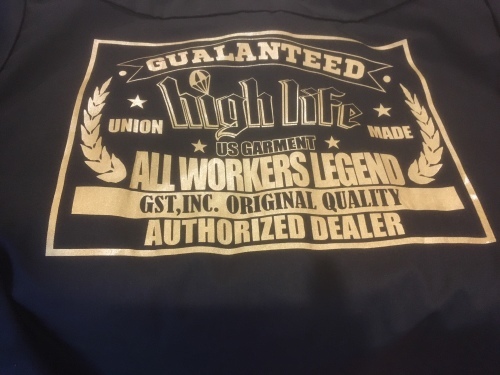 GUALANTEED
high life
UNION MADE
US GARMENT
ALL WORKERS LEGEND
GST,INC. ORIGINAL QUALITY
AUTHORIZED DEALER